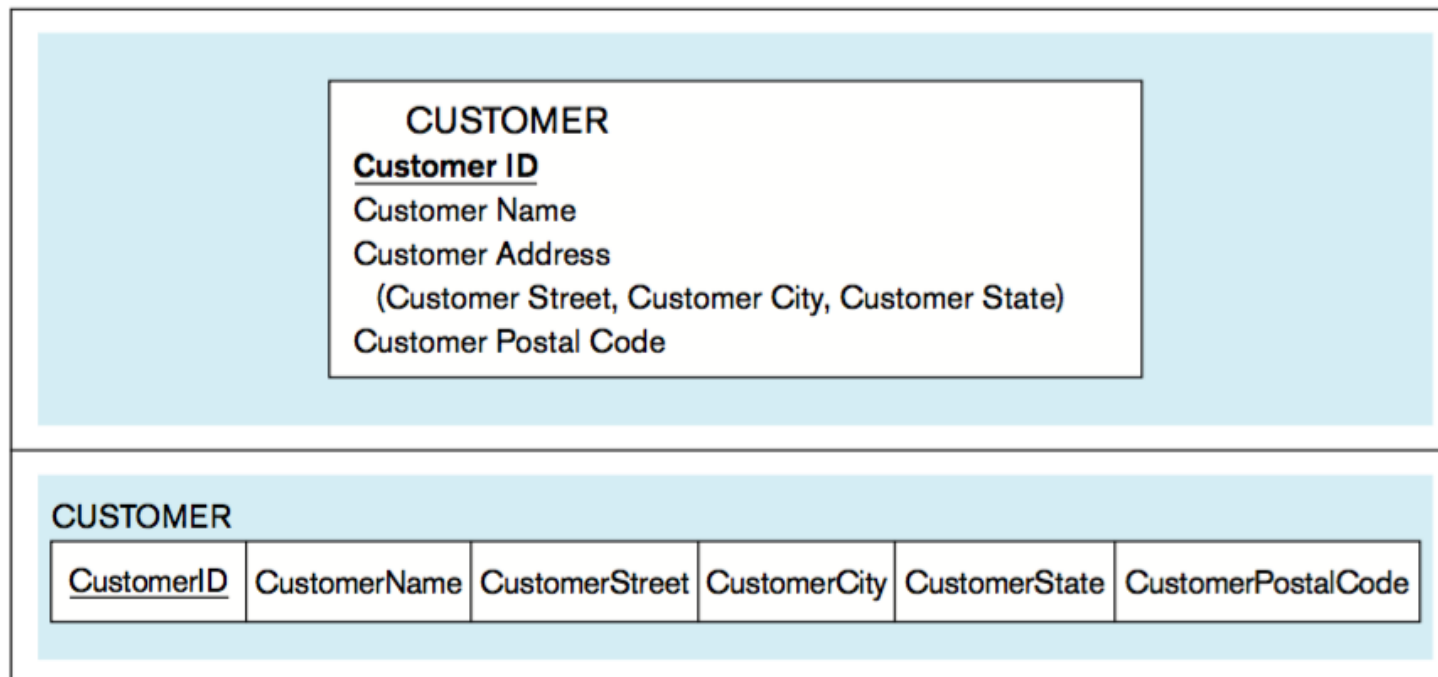 CUSTOMER
Customer ID
Customer Name
Customer Address
(Customer Street, Customer City, Customer State)
Customer Postal Code
CUSTOMER
CustomerID CustomerName CustomerStreet CustomerCity CustomerState CustomerPostalCode